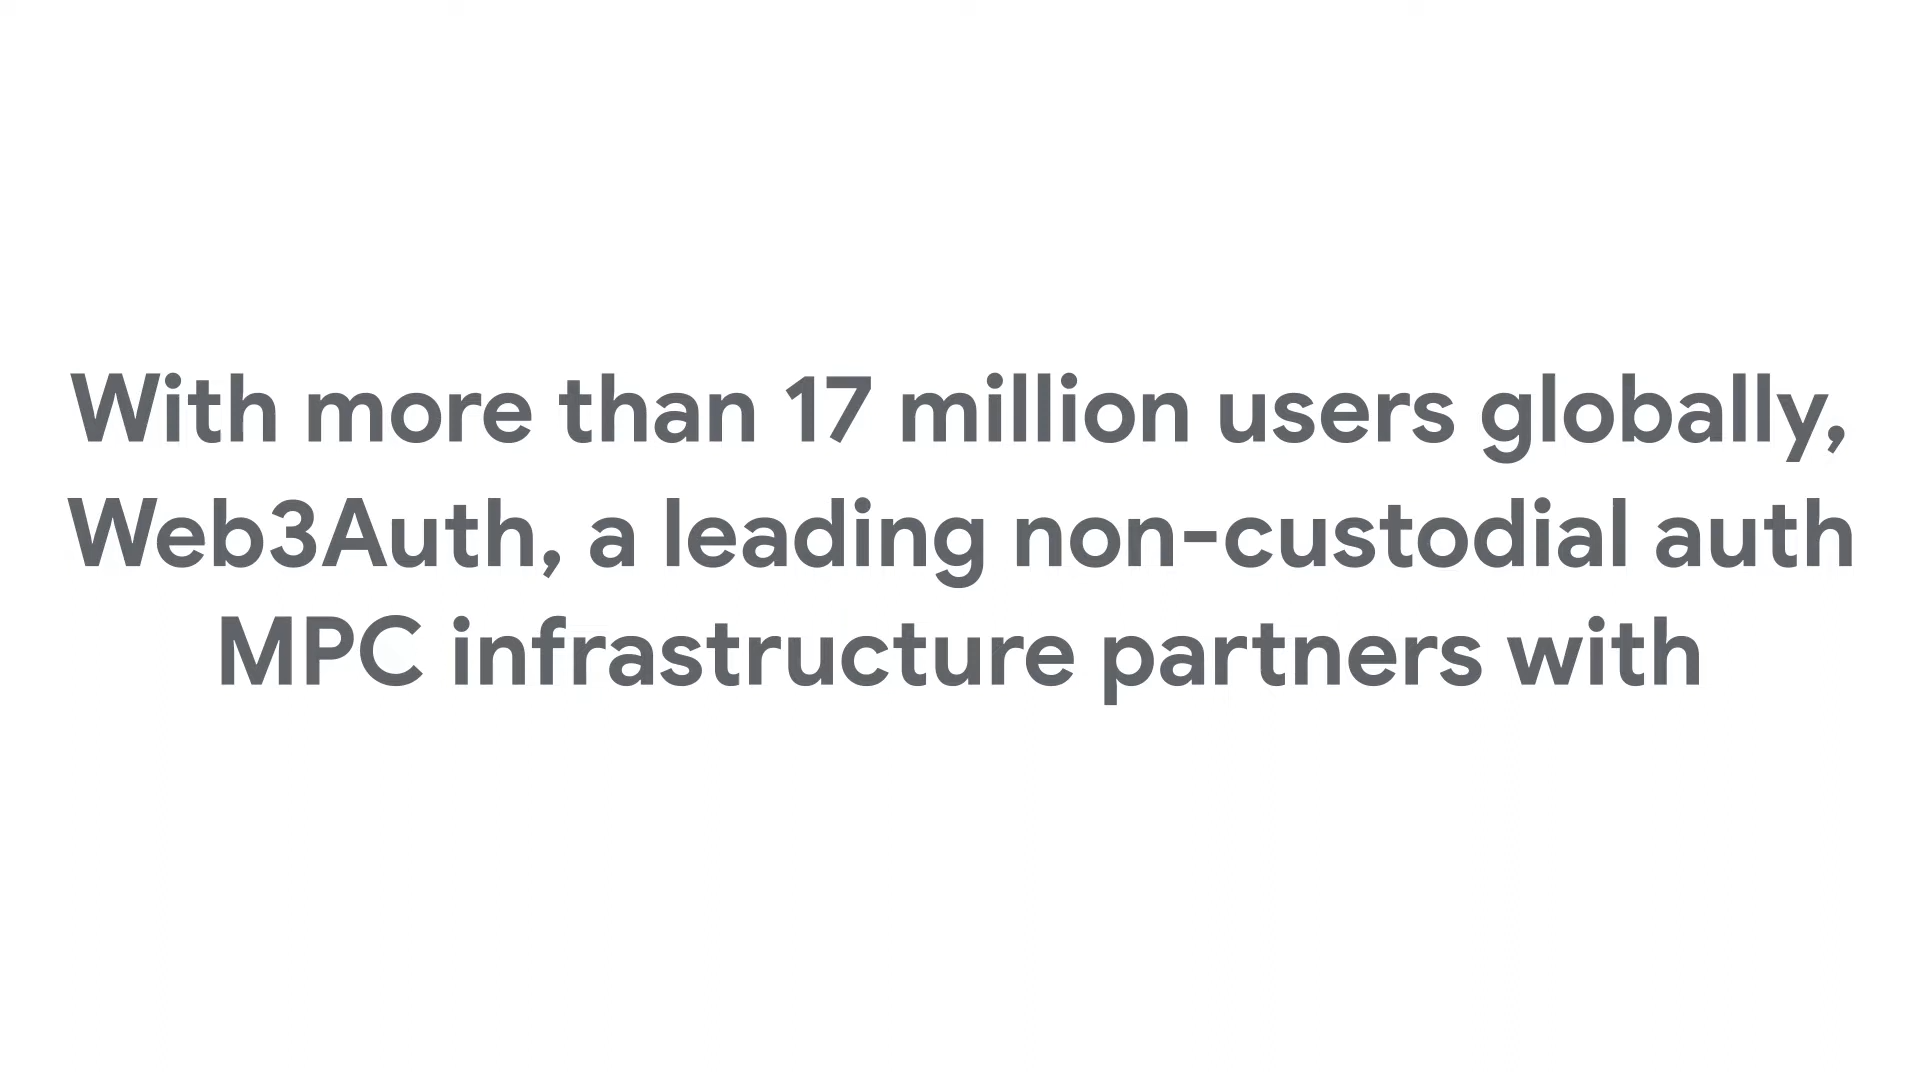 With more than 17 million users globally,
Web3Auth, a leading non-custodial auth
MPC infrastructure partners with